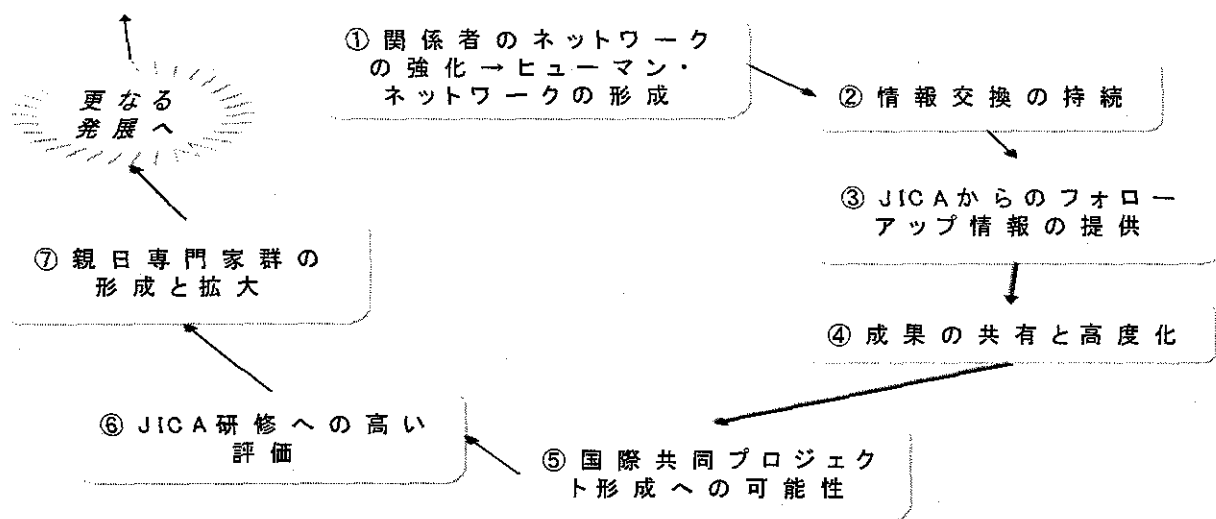 ① 関係者のネットワーク
の強化→ヒューマン・
ネットワークの形成
② 情報交換の持続
③ JICAからのフォロー
アップ情報の提供
④ 成果の共有と高度化
⑤ 国際共同プロジェク
ト形成への可能性
⑥ JICA研修への高い
評価
⑦ 親日専門家群の
形成と拡大
更なる
発展へ